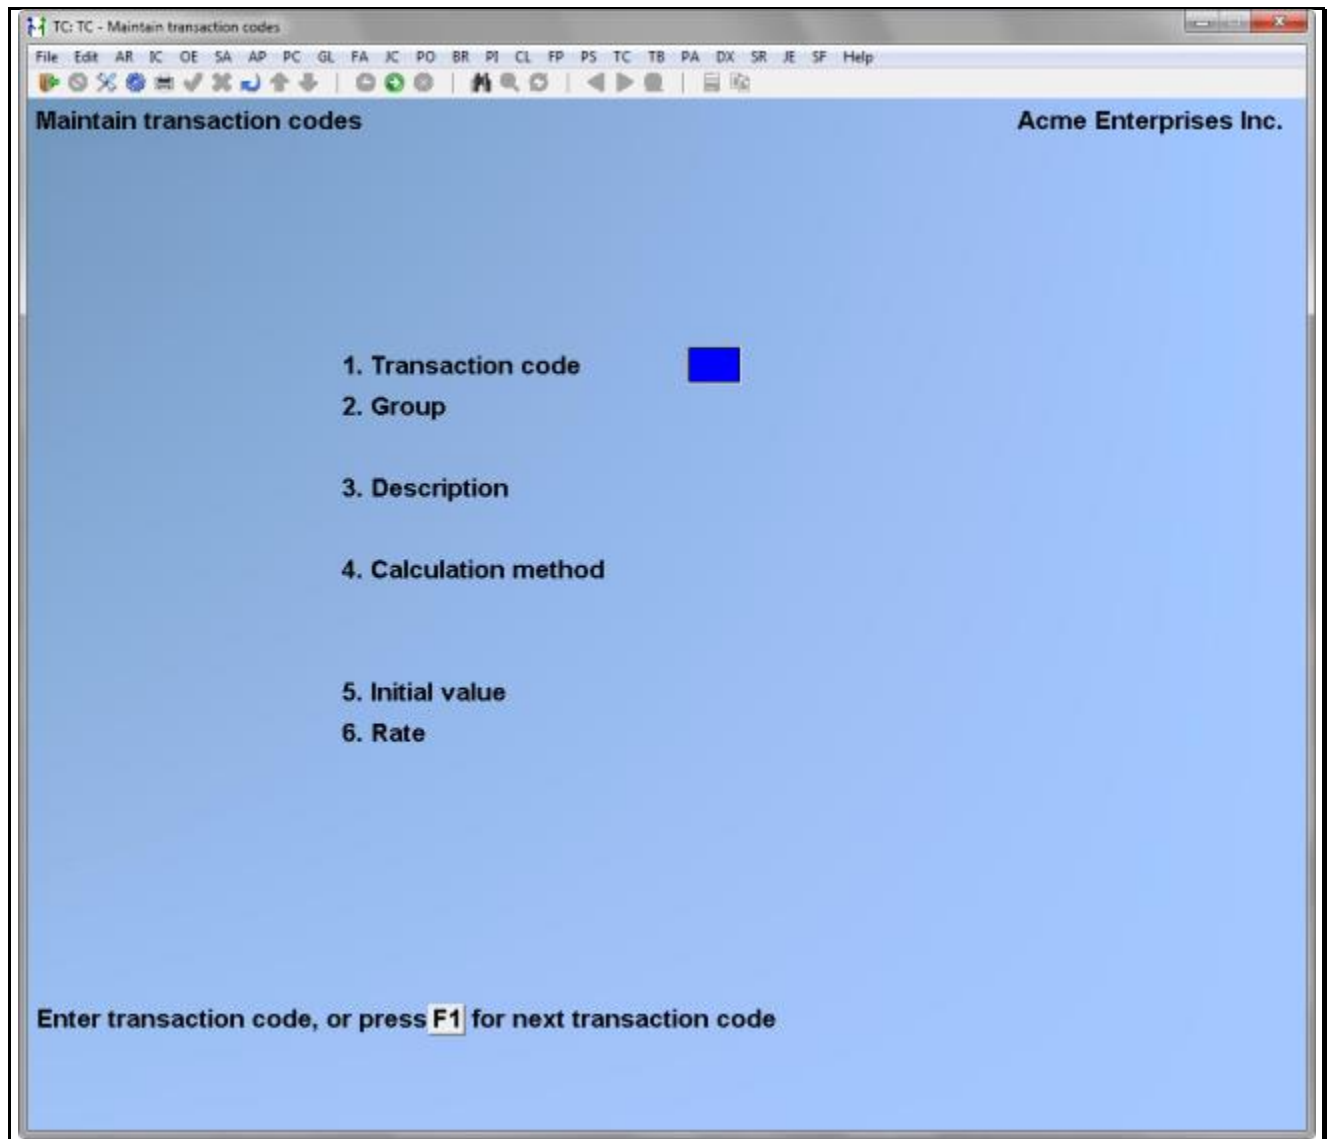 TC: TC - Maintain transaction codes
File Edit AR IC OE SA AP PC GL FA JC PO BR PI CL FP PS TC TB PA DX SR JE SF Help
Maintain transaction codes Acme Enterprises Inc.
1. Transaction code
2. Group
3. Description
4. Calculation method
5. Initial value
6. Rate
Enter transaction code, or press F1 for next transaction code